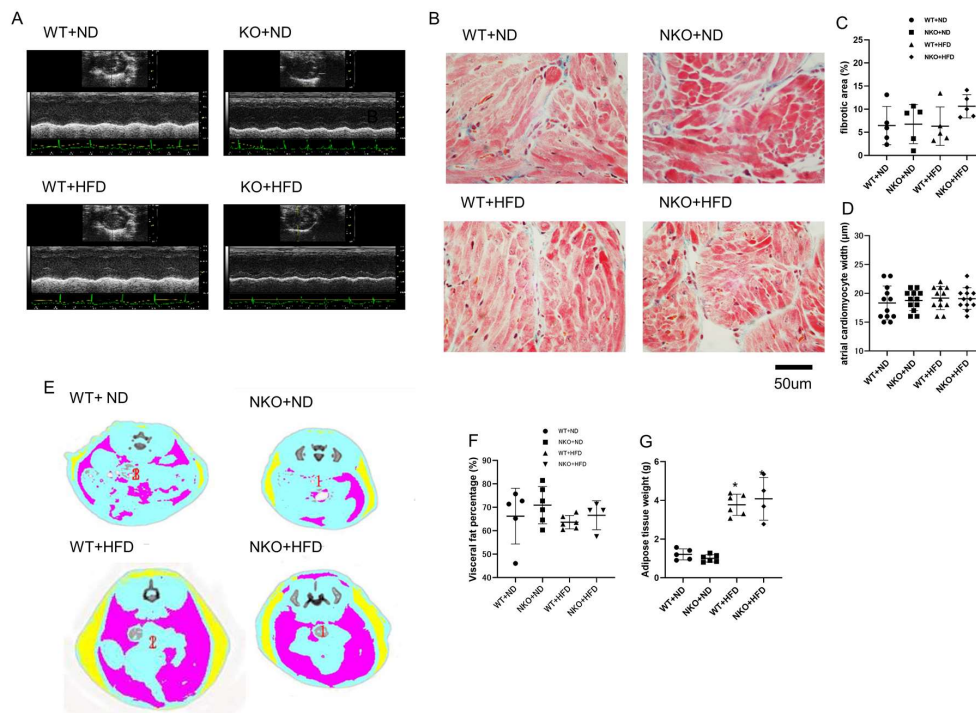 A
WT+ND
KO+ND
B
WT+HFD
KO+HFD
B
WT+ND
NKO+ND
WT+HFD
NKO+HFD
50um
C
WT+ND
NKO+ND
WT+HFD
NKO+HFD
fibrotic area (%)
20
15
10
5
0
WT+ND
NKO+ND
WT+HFD
NKO+HFD
D
atrial cardiomyocyte width (μm)
30
25
20
15
10
WT+ND
NKO+ND
WT+HFD
NKO+HFD
E
WT+ ND
NKO+ND
3
1
WT+HFD
NKO+HFD
2
F
WT+ND
NKO+ND
WT+HFD
NKO+HFD
Visceral fat percentage (%)
100
90
80
70
60
50
40
WT+ND
NKO+ND
WT+HFD
NKO+HFD
G
Adipose tissue weight (g)
6
4
2
0
*
*
WT+ND
NKO+ND
WT+HFD
NKO+HFD